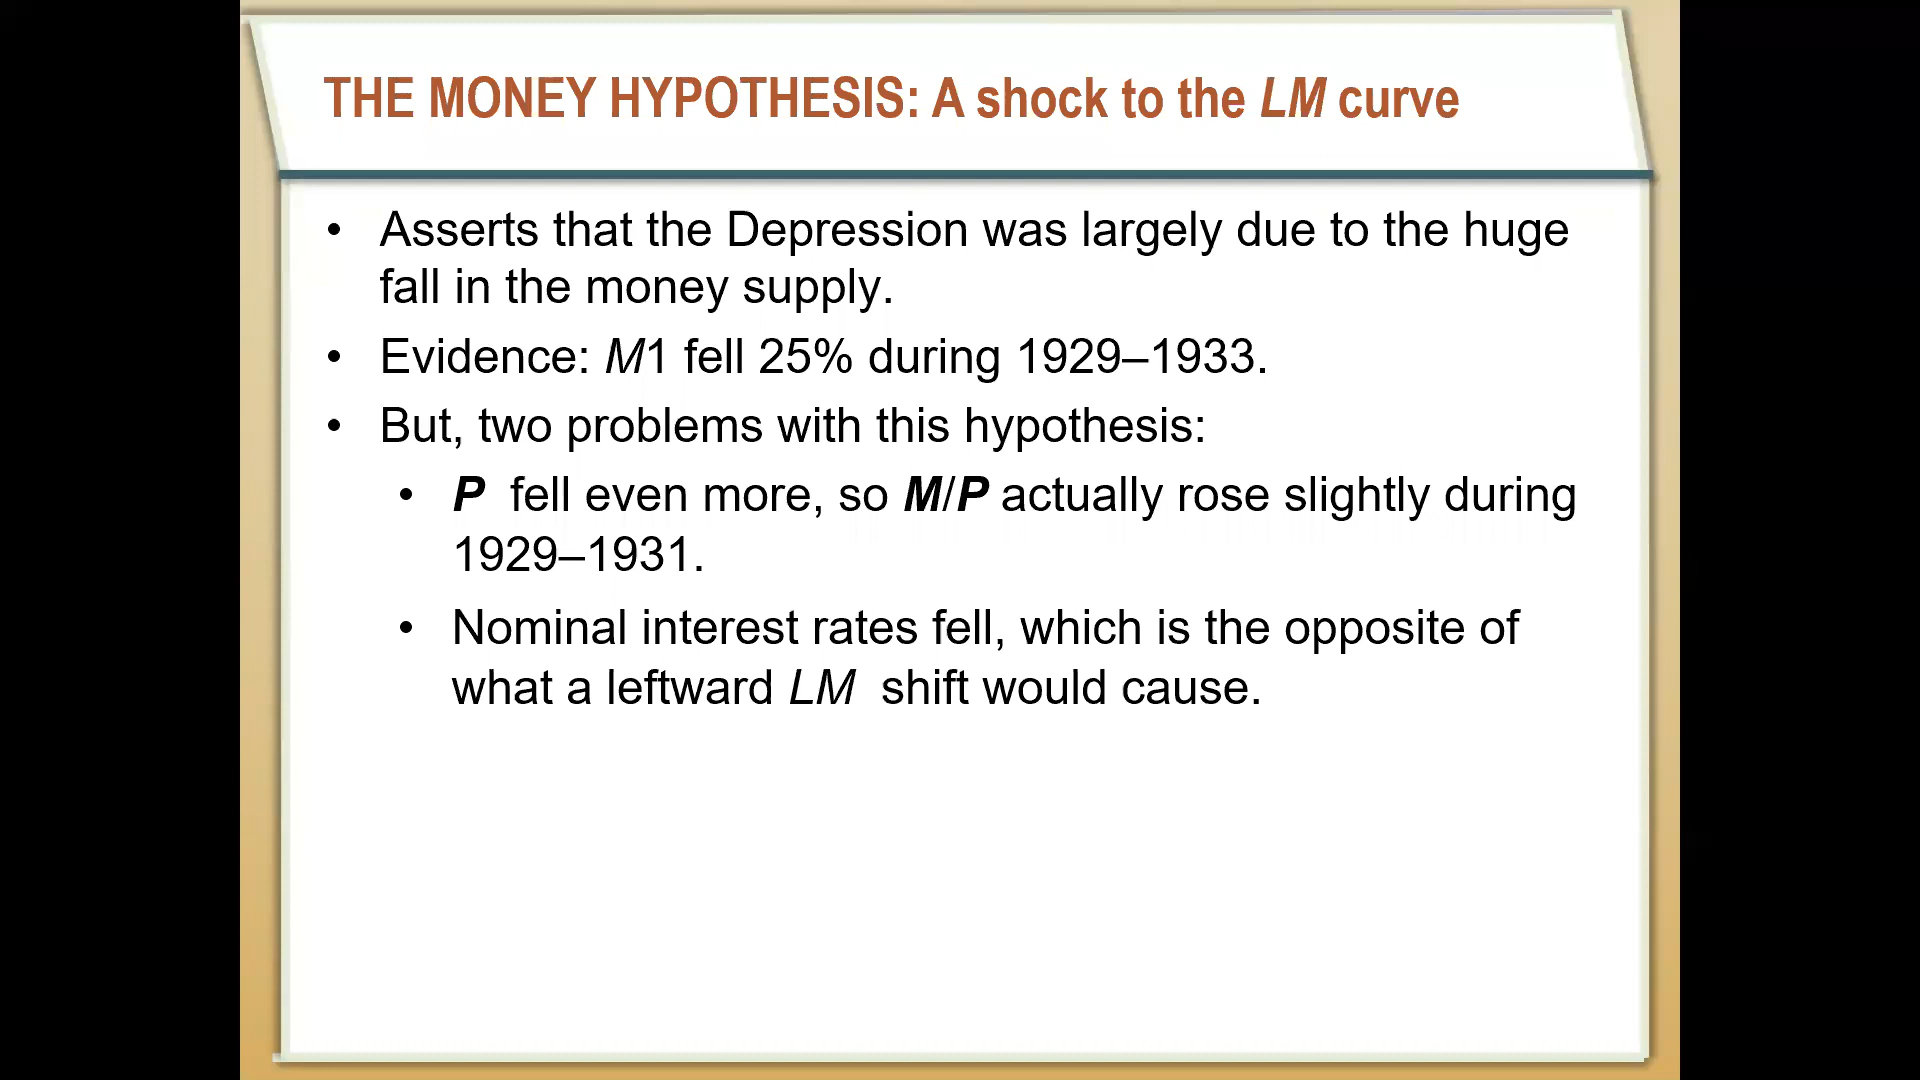 THE MONEY HYPOTHESIS: A shock to the LM curve
• Asserts that the Depression was largely due to the huge
fall in the money supply.
• Evidence: M1 fell 25% during 1929–1933.
• But, two problems with this hypothesis:
• P fell even more, so M/P actually rose slightly during
1929–1931.
• Nominal interest rates fell, which is the opposite of
what a leftward LM shift would cause.